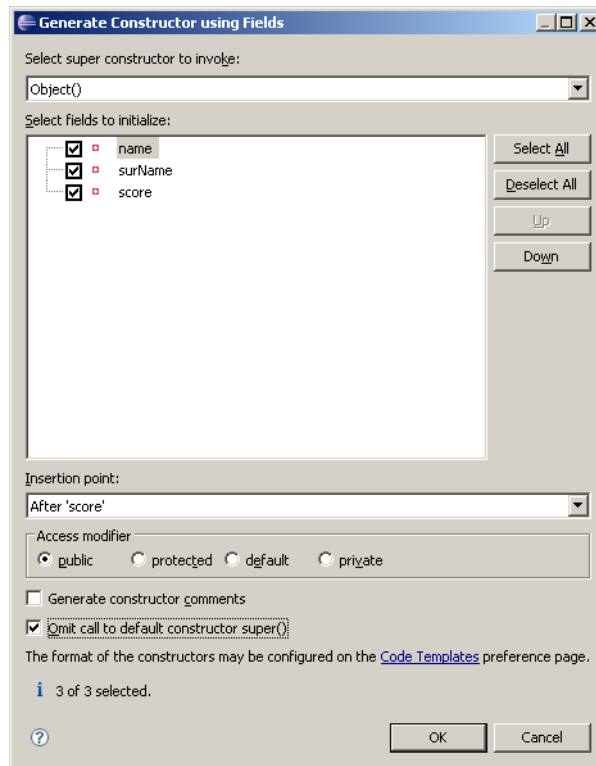 Generate Constructor using Fields
Select super constructor to invoke:
Object()
Select fields to initialize:
name
surName
score
Select All
Deselect All
Up
Down
Insertion point:
After 'score'
Access modifier
public protected default private
Generate constructor comments
Omit call to default constructor super()
The format of the constructors may be configured on the Code Templates preference page.
i 3 of 3 selected.
?
OK Cancel